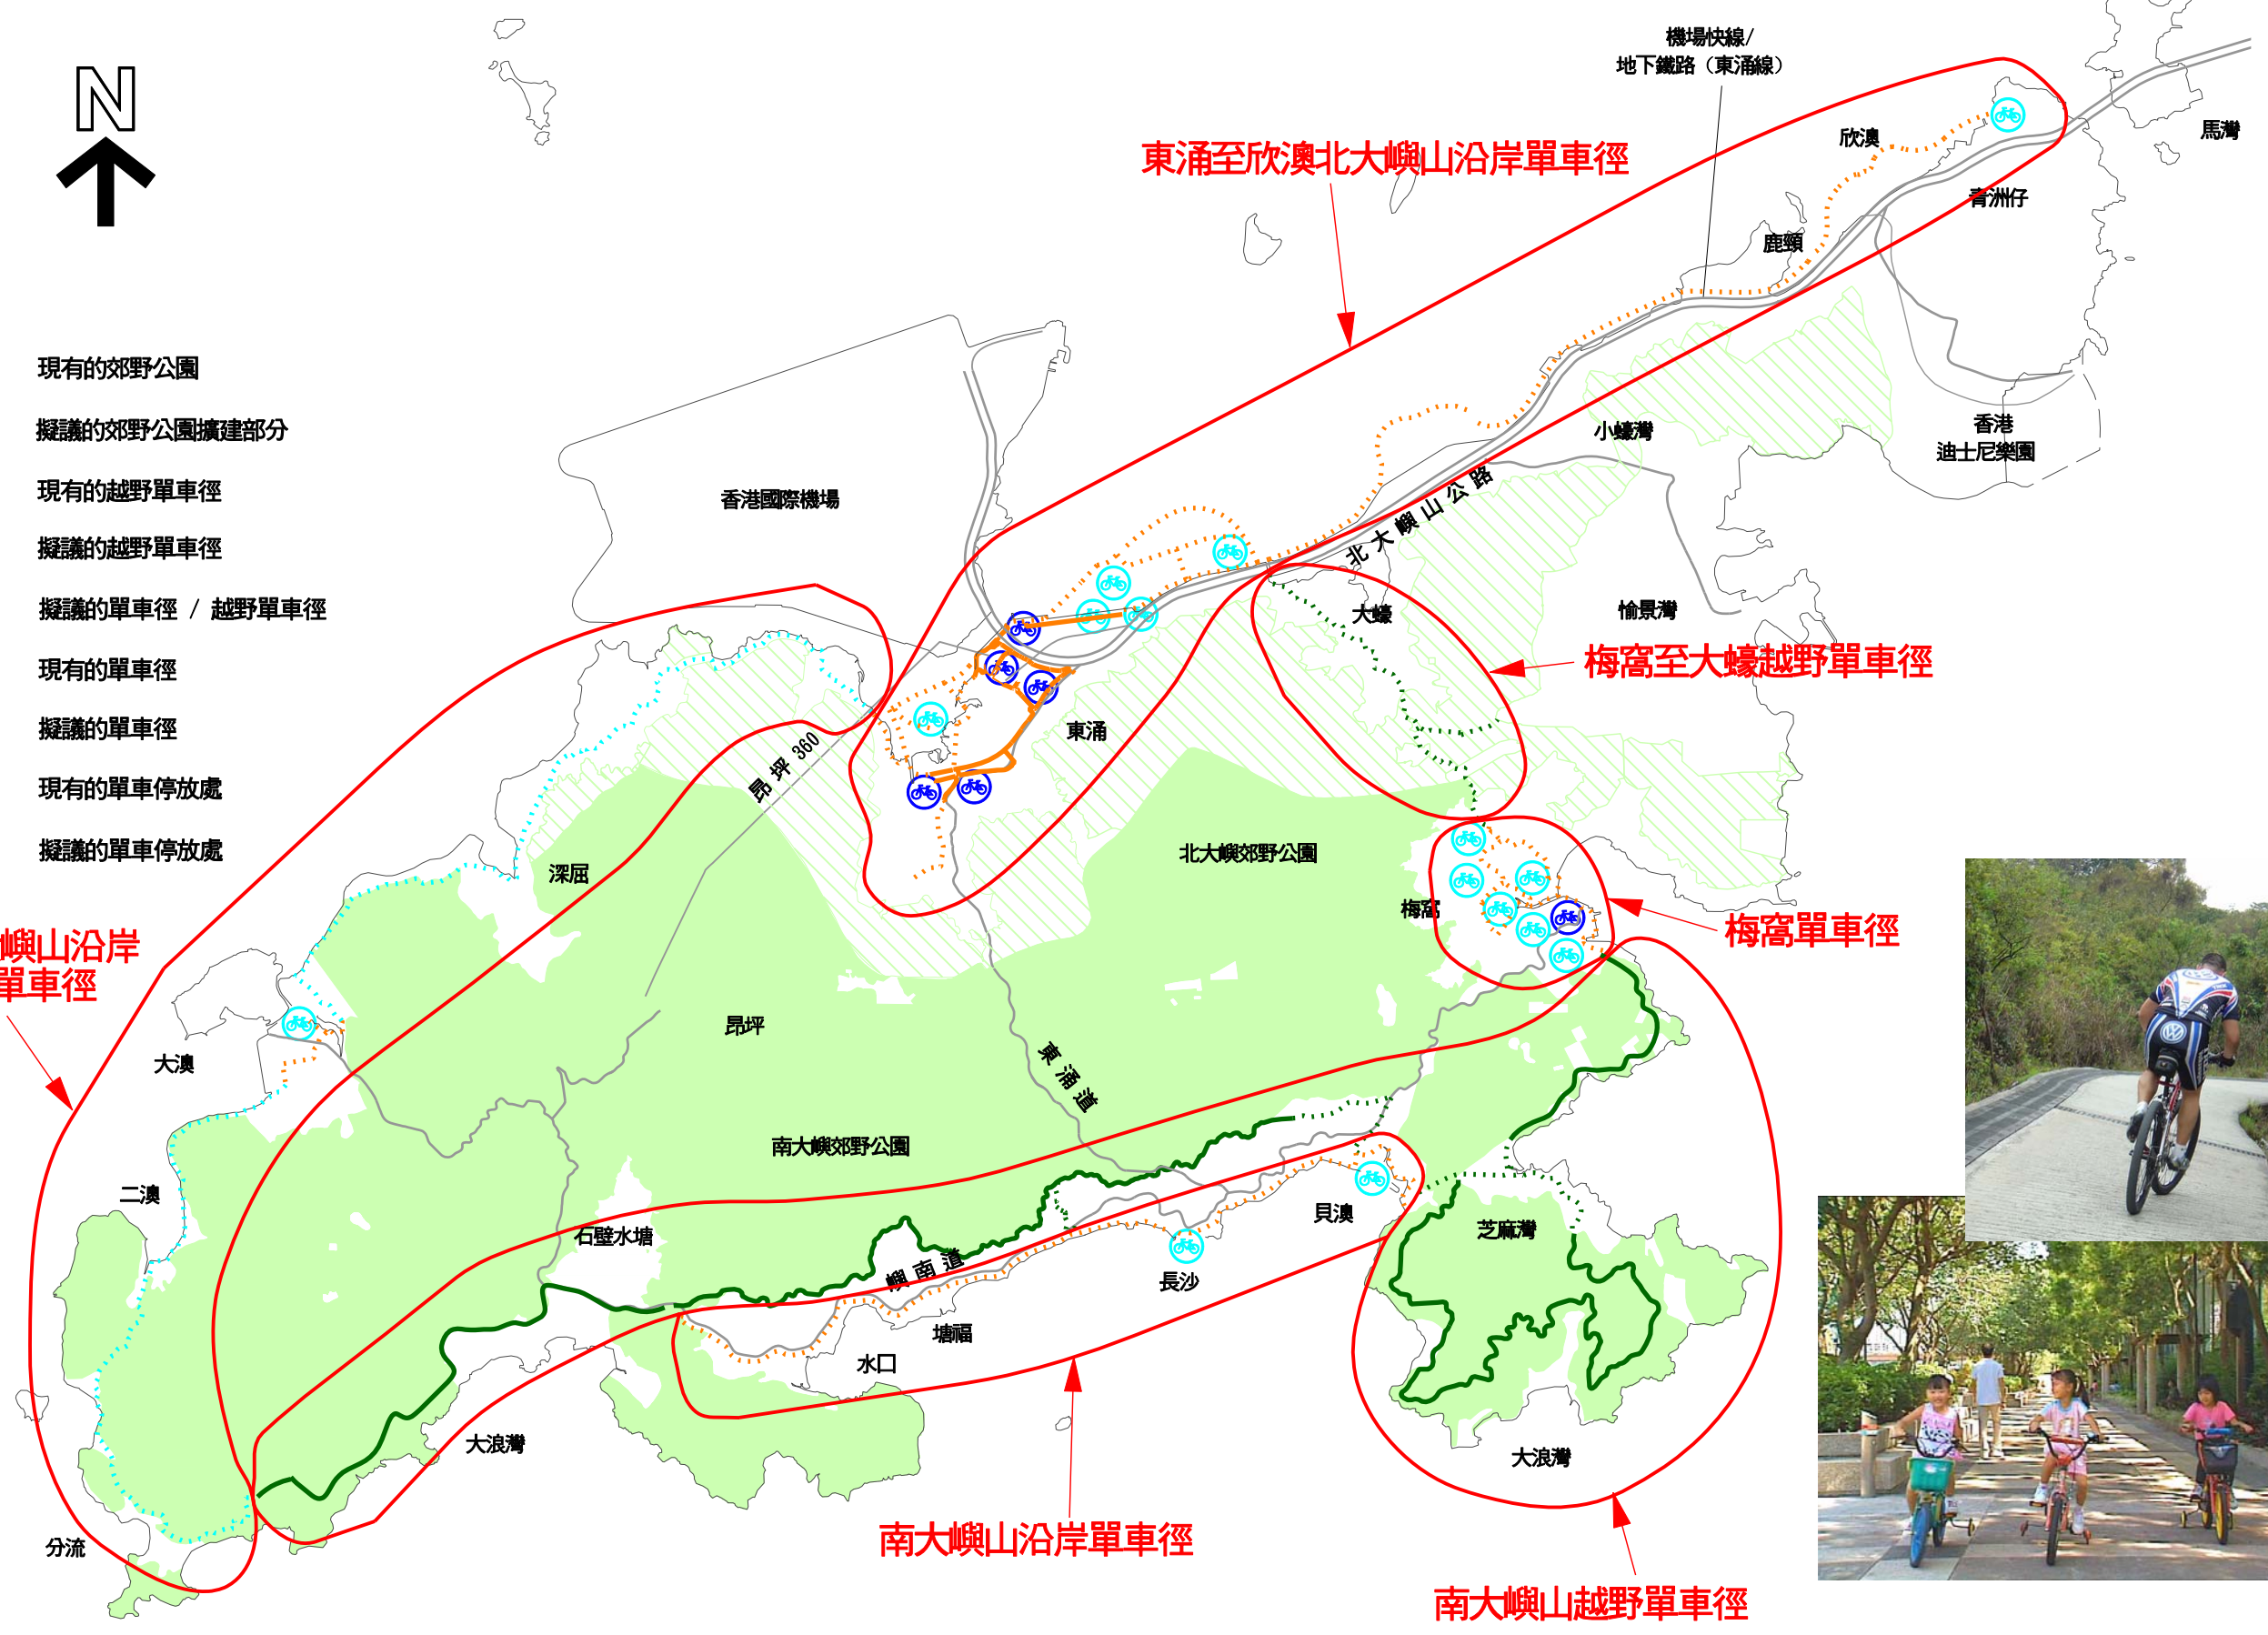 N
機場快線/
地下鐵路（東涌線）
馬灣
欣澳
東涌至欣澳北大嶼山沿岸單車徑
青洲仔
鹿頸
現有的郊野公園
擬議的郊野公園擴建部分
現有的越野單車徑
擬議的越野單車徑
擬議的單車徑 / 越野單車徑
現有的單車徑
擬議的單車徑
現有的單車停放處
擬議的單車停放處
小蠔灣
香港
迪士尼樂園
香港國際機場
北大嶼山公路
大蠔
愉景灣
梅窩至大蠔越野單車徑
東涌
昂坪 360
北大嶼郊野公園
深屈
梅窩
梅窩單車徑
嶼山沿岸
單車徑
昂坪
大澳
東涌道
南大嶼郊野公園
二澳
石壁水塘
貝澳
芝麻灣
嶼南道
長沙
塘福
水口
大浪灣
大浪灣
分流
南大嶼山沿岸單車徑
南大嶼山越野單車徑